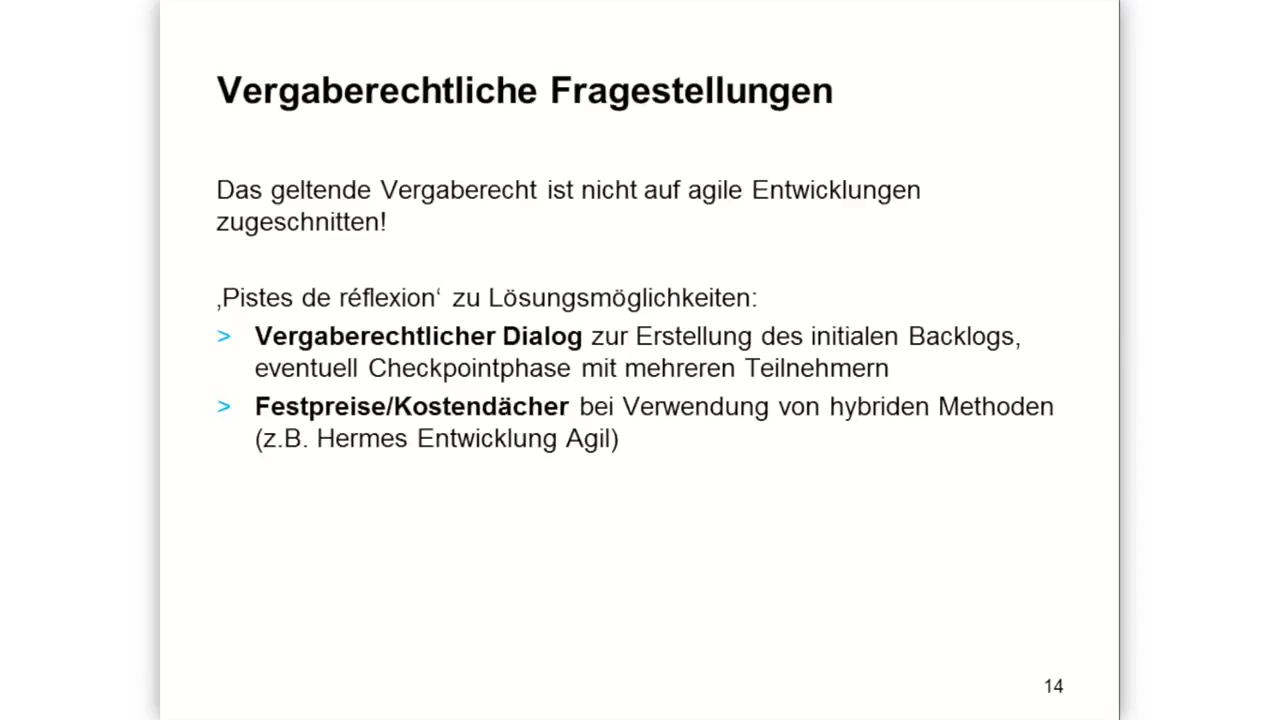 Vergaberechtliche Fragestellungen
Das geltende Vergaberecht ist nicht auf agile Entwicklungen
zugeschnitten!
‚Pistes de réflexion‘ zu Lösungsmöglichkeiten:
> Vergaberechtlicher Dialog zur Erstellung des initialen Backlogs,
eventuell Checkpointphase mit mehreren Teilnehmern
> Festpreise/Kostendächer bei Verwendung von hybriden Methoden
(z.B. Hermes Entwicklung Agil)
14